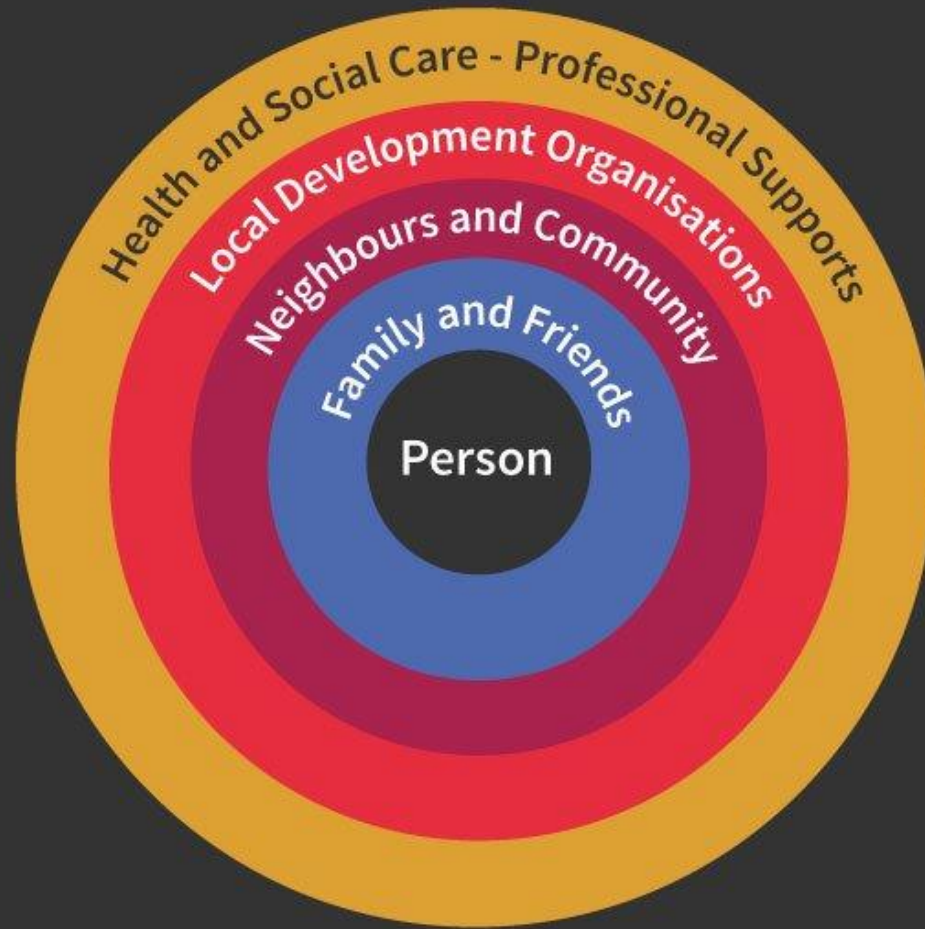 Health and Social Care - Professional Supports
Local Development Organisations
Neighbours and Community
Family and Friends
Person